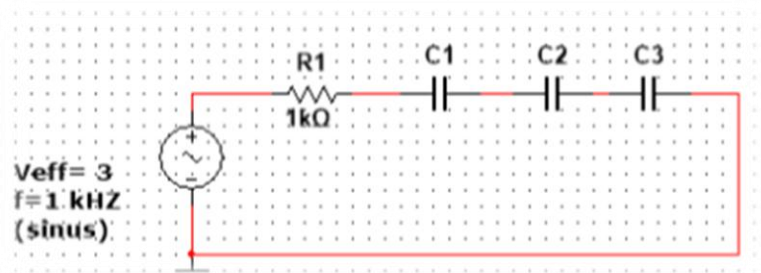 R1
C1
C2
C3
1kΩ
Veff= 3
f=1 kHZ
(sinus)